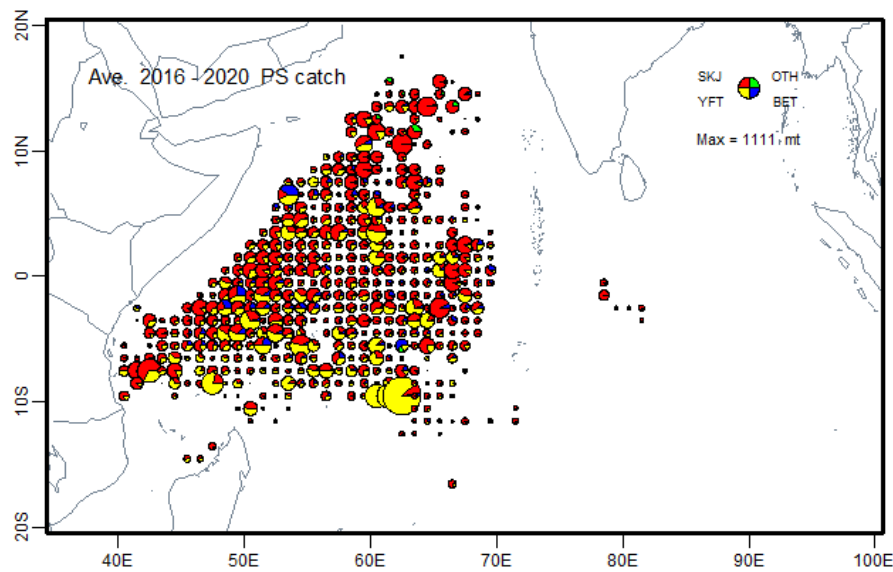 20N
Ave. 2016 - 2020 PS catch
SKJ OTH
YFT BET
Max = 1111 mt
10N
0
10S
20S
40E 50E 60E 70E 80E 90E 100E